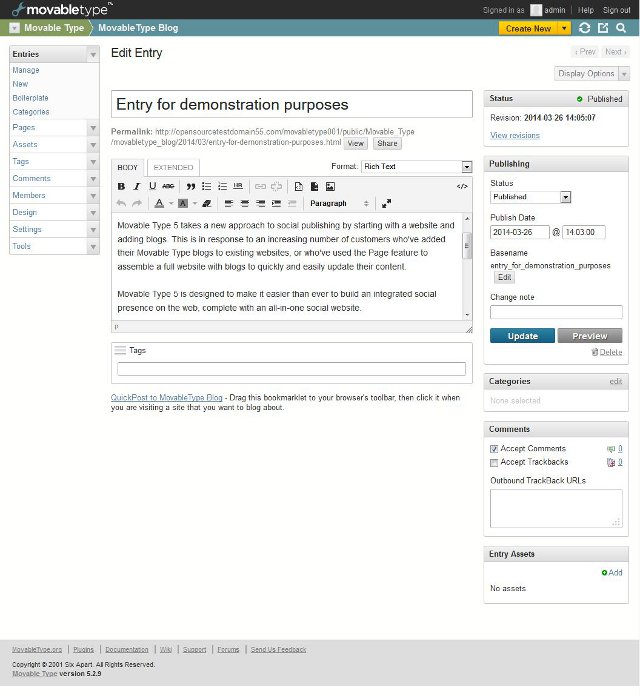 movabletype™
Signed in as admin Help Sign out
Movable Type MovableType Blog
Create New
Entries
Manage
New
Boilerplate
Categories
Pages
Assets
Tags
Comments
Members
Design
Settings
Tools
Edit Entry
‹ Prev Next ›
Display Options
Entry for demonstration purposes
Permalink: http://opensourcetestdomain55.com/movabletype001/public/Movable_Type
/movabletype_blog/2014/03/entry-for-demonstration-purposes.html View Share
BODY EXTENDED
Format: Rich Text
B I U ABC HR </>
A A Paragraph
Movable Type 5 takes a new approach to social publishing by starting with a website and
adding blogs. This is in response to an increasing number of customers who've added
their Movable Type blogs to existing websites, or who've used the Page feature to
assemble a full website with blogs to quickly and easily update their content.
Movable Type 5 is designed to make it easier than ever to build an integrated social
presence on the web, complete with an all-in-one social website.
P
Tags
QuickPost to MovableType Blog - Drag this bookmarklet to your browser's toolbar, then click it when
you are visiting a site that you want to blog about.
Status Published
Revision: 2014-03-26 14:05:07
View revisions
Publishing
Status
Published
Publish Date
2014-03-26 @ 14:03:00
Basename
entry_for_demonstration_purposes
Edit
Change note
Update Preview
Delete
Categories edit
None selected
Comments
Accept Comments 0
Accept Trackbacks 0
Outbound TrackBack URLs
Entry Assets
Add
No assets
MovableType.org | Plugins | Documentation | Wiki | Support | Forums | Send Us Feedback
Copyright © 2001 Six Apart. All Rights Reserved.
Movable Type version 5.2.9